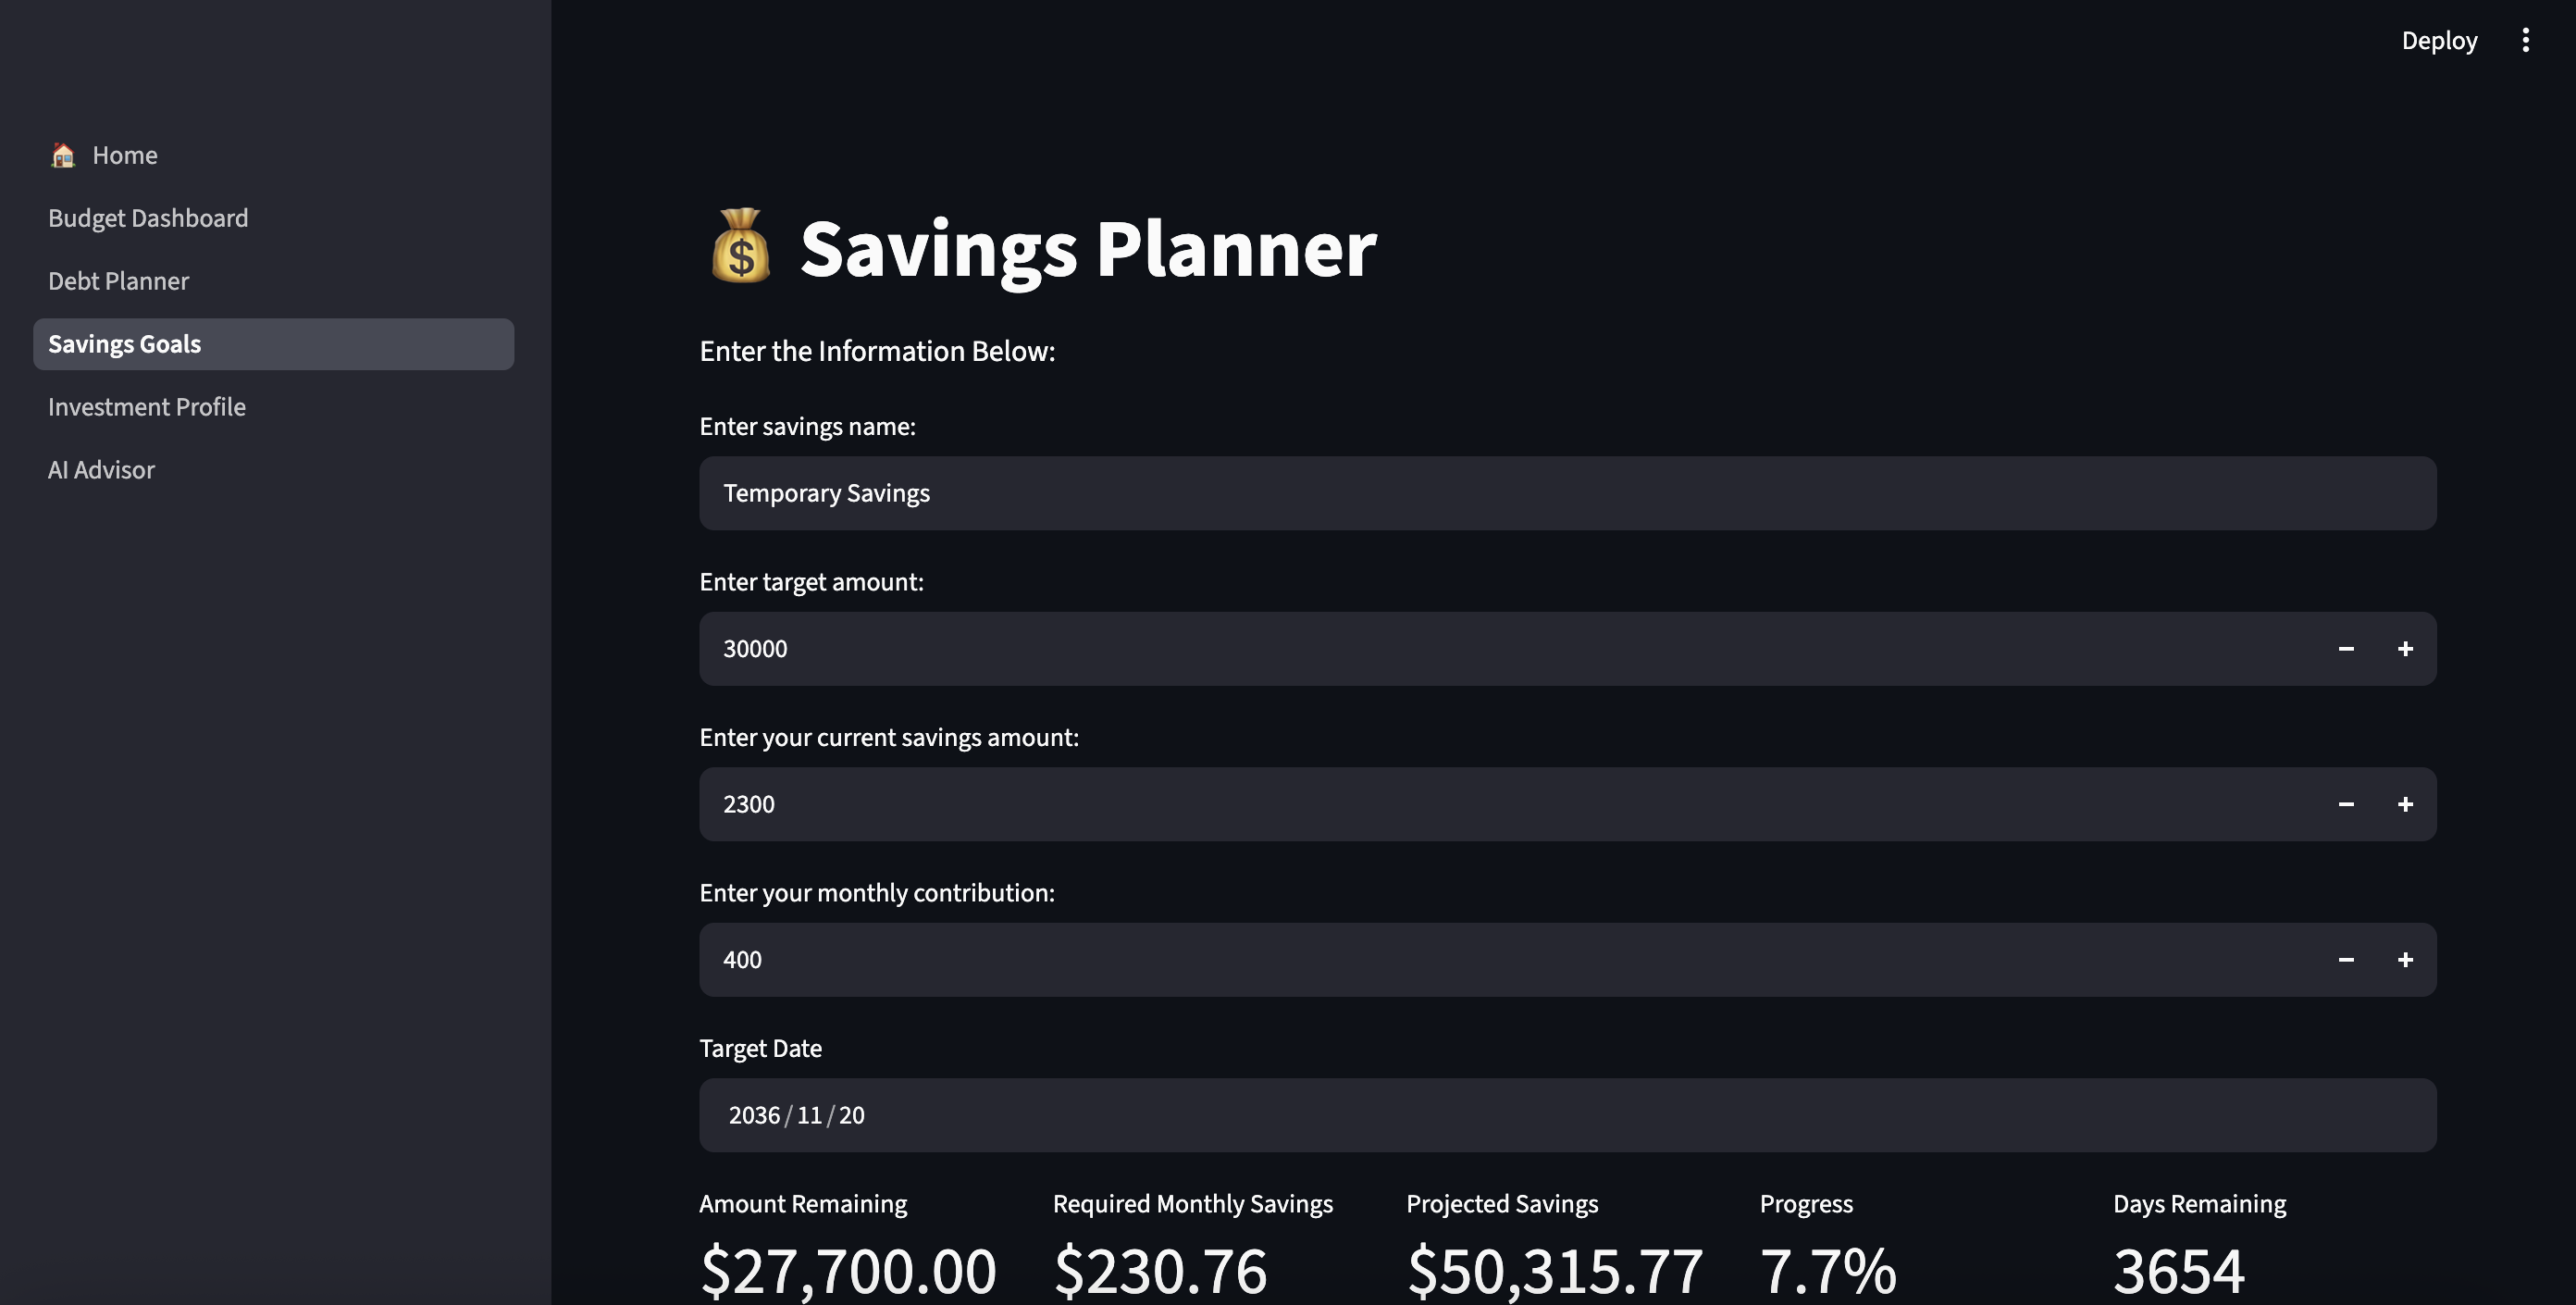 Deploy
Home
Budget Dashboard
Debt Planner
Savings Goals
Investment Profile
AI Advisor
Savings Planner
Enter the Information Below:
Enter savings name:
Temporary Savings
Enter target amount:
30000
Enter your current savings amount:
2300
Enter your monthly contribution:
400
Target Date
2036/11/20
Amount Remaining Required Monthly Savings Projected Savings Progress Days Remaining
$27,700.00 $230.76 $50,315.77 7.7% 3654